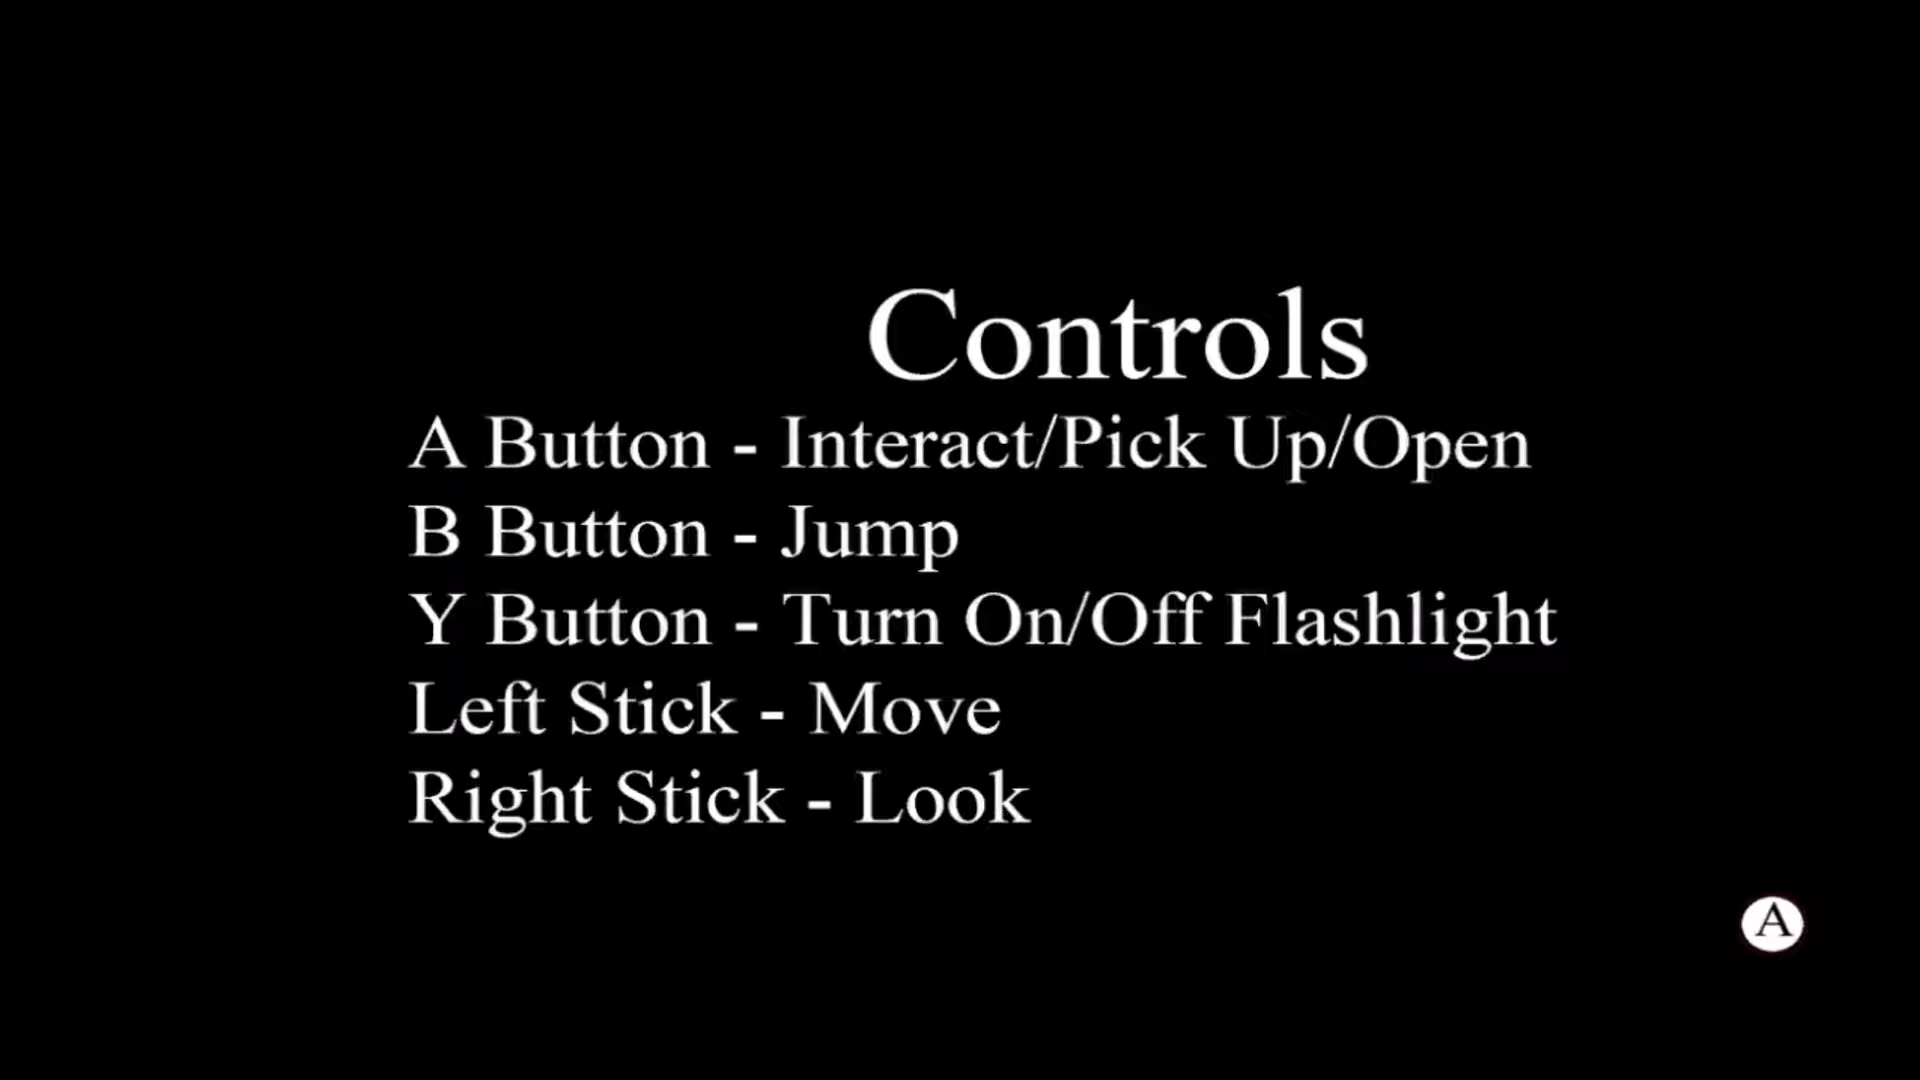 Controls
A Button - Interact/Pick Up/Open
B Button - Jump
Y Button - Turn On/Off Flashlight
Left Stick - Move
Right Stick - Look
A